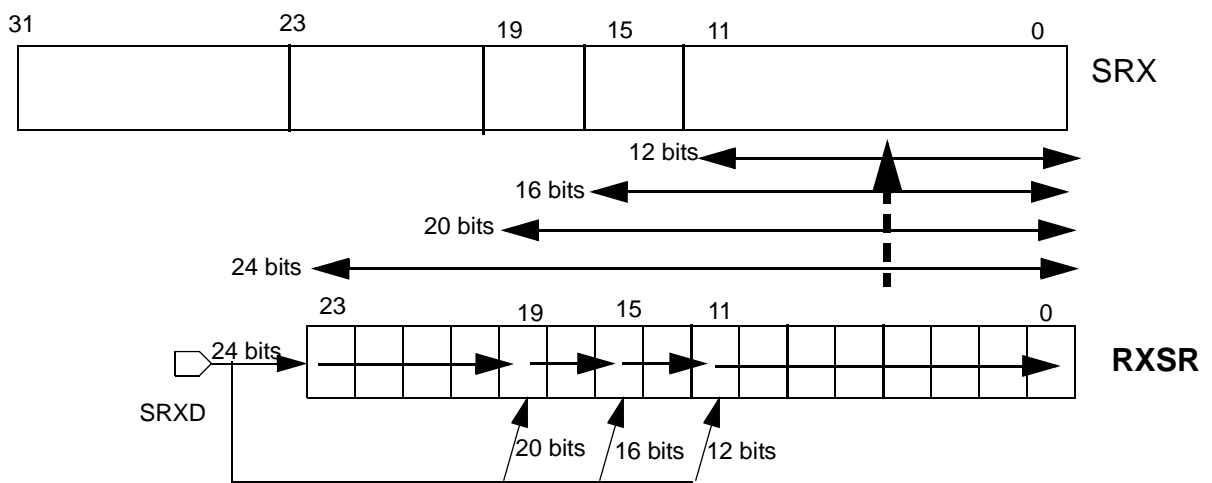 31 23 19 15 11 0
SRX
12 bits
16 bits
20 bits
24 bits
23 19 15 11 0
24 bits
RXSR
SRXD
20 bits 16 bits 12 bits